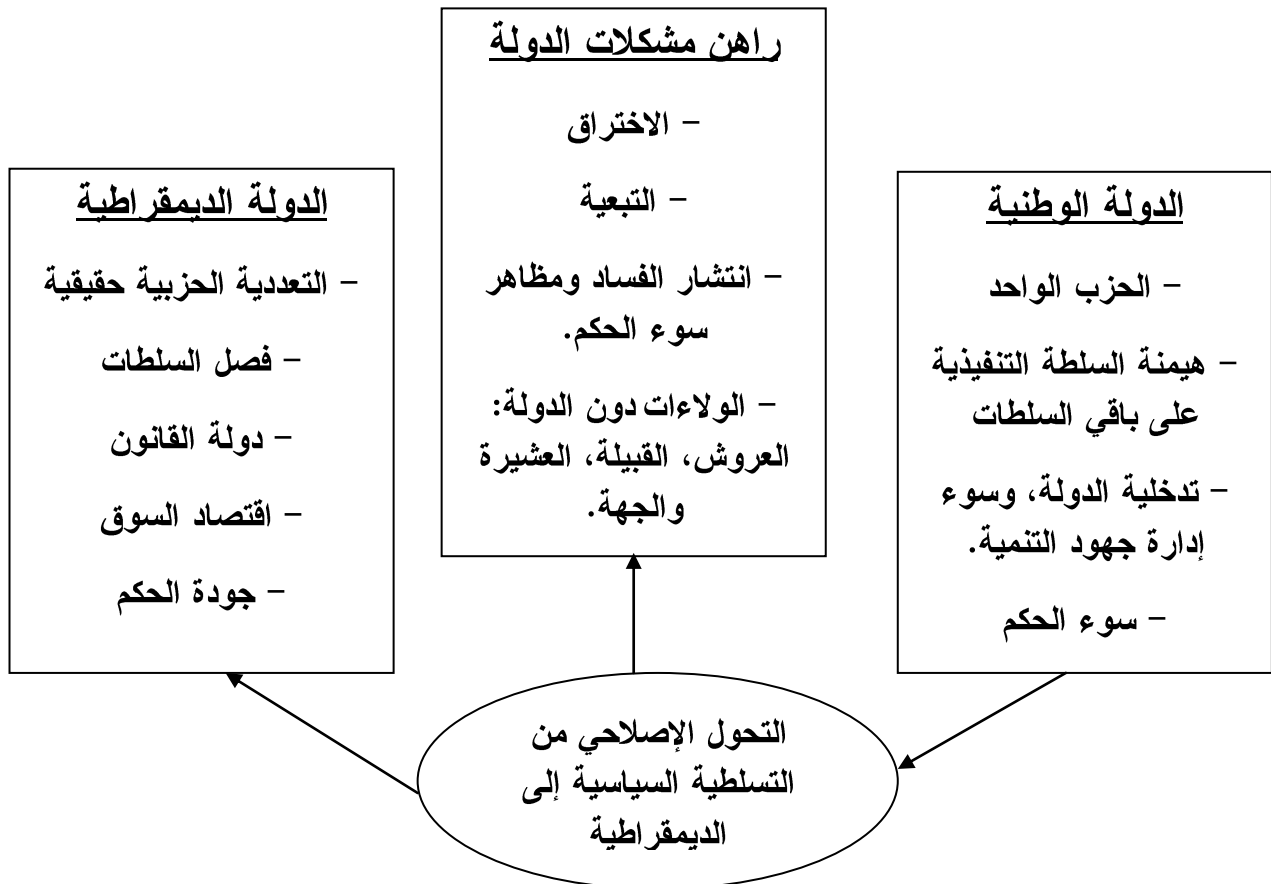 راهن مشكلات الدولة
- الاختراق
- التبعية
- انتشار الفساد ومظاهر
سوء الحكم.
- الولاءات دون الدولة:
العروش، القبيلة، العشيرة
والجهة.
الدولة الوطنية
- الحزب الواحد
- هيمنة السلطة التنفيذية
على باقي السلطات
- تدخلية الدولة، وسوء
إدارة جهود التنمية.
- سوء الحكم
الدولة الديمقراطية
- التعددية الحزبية حقيقية
- فصل السلطات
- دولة القانون
- اقتصاد السوق
- جودة الحكم
التحول الإصلاحي من
التسلطية السياسية إلى
الديمقراطية